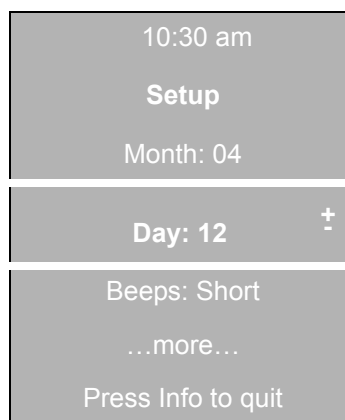 10:30 am
Setup
Month: 04
Day: 12 +
-
Beeps: Short
…more…
Press Info to quit